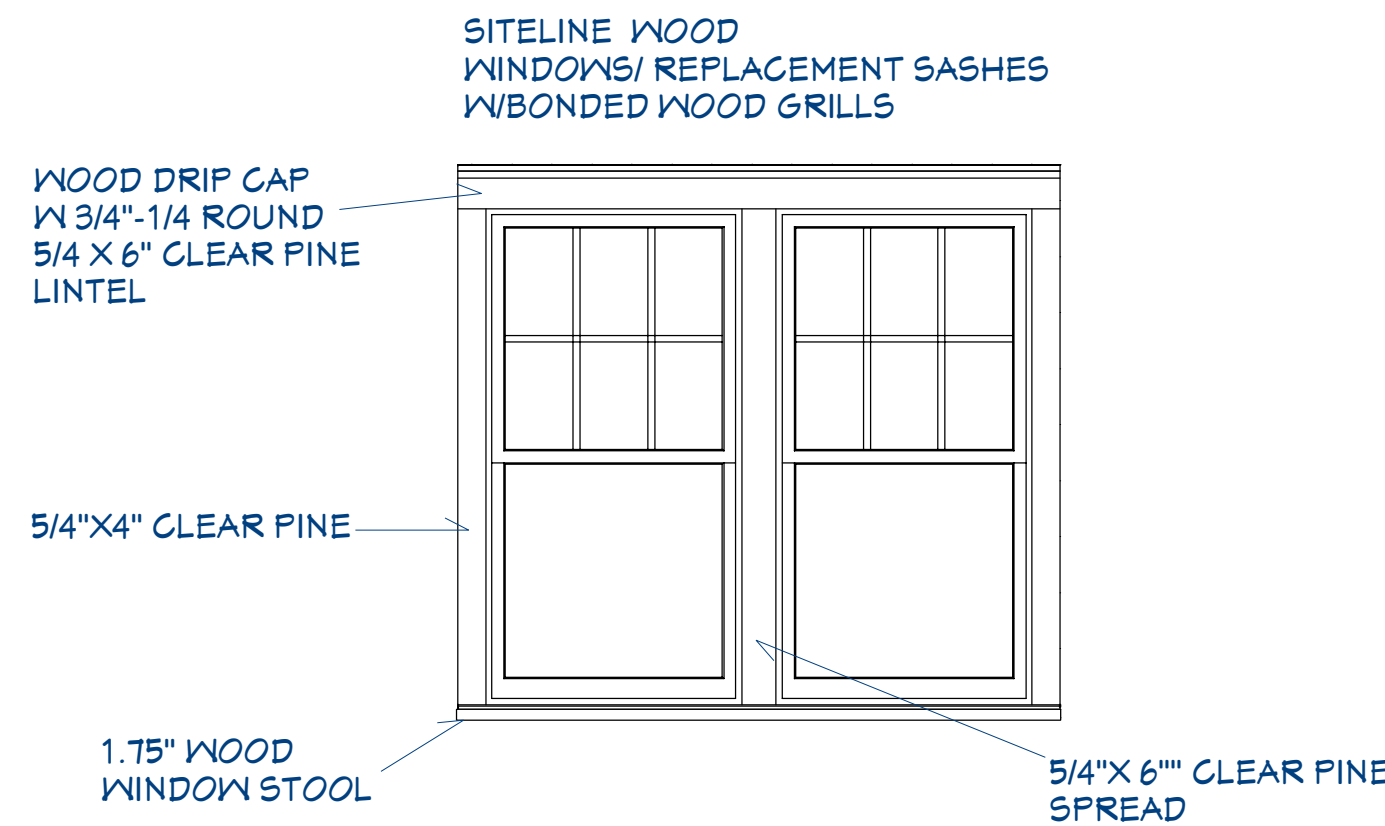 SITELINE WOOD
WINDOWS/ REPLACEMENT SASHES
W/BONDED WOOD GRILLS
WOOD DRIP CAP
W 3/4"-1/4 ROUND
5/4 X 6" CLEAR PINE
LINTEL
5/4"X4" CLEAR PINE
1.75" WOOD
WINDOW STOOL
5/4"X 6"" CLEAR PINE
SPREAD